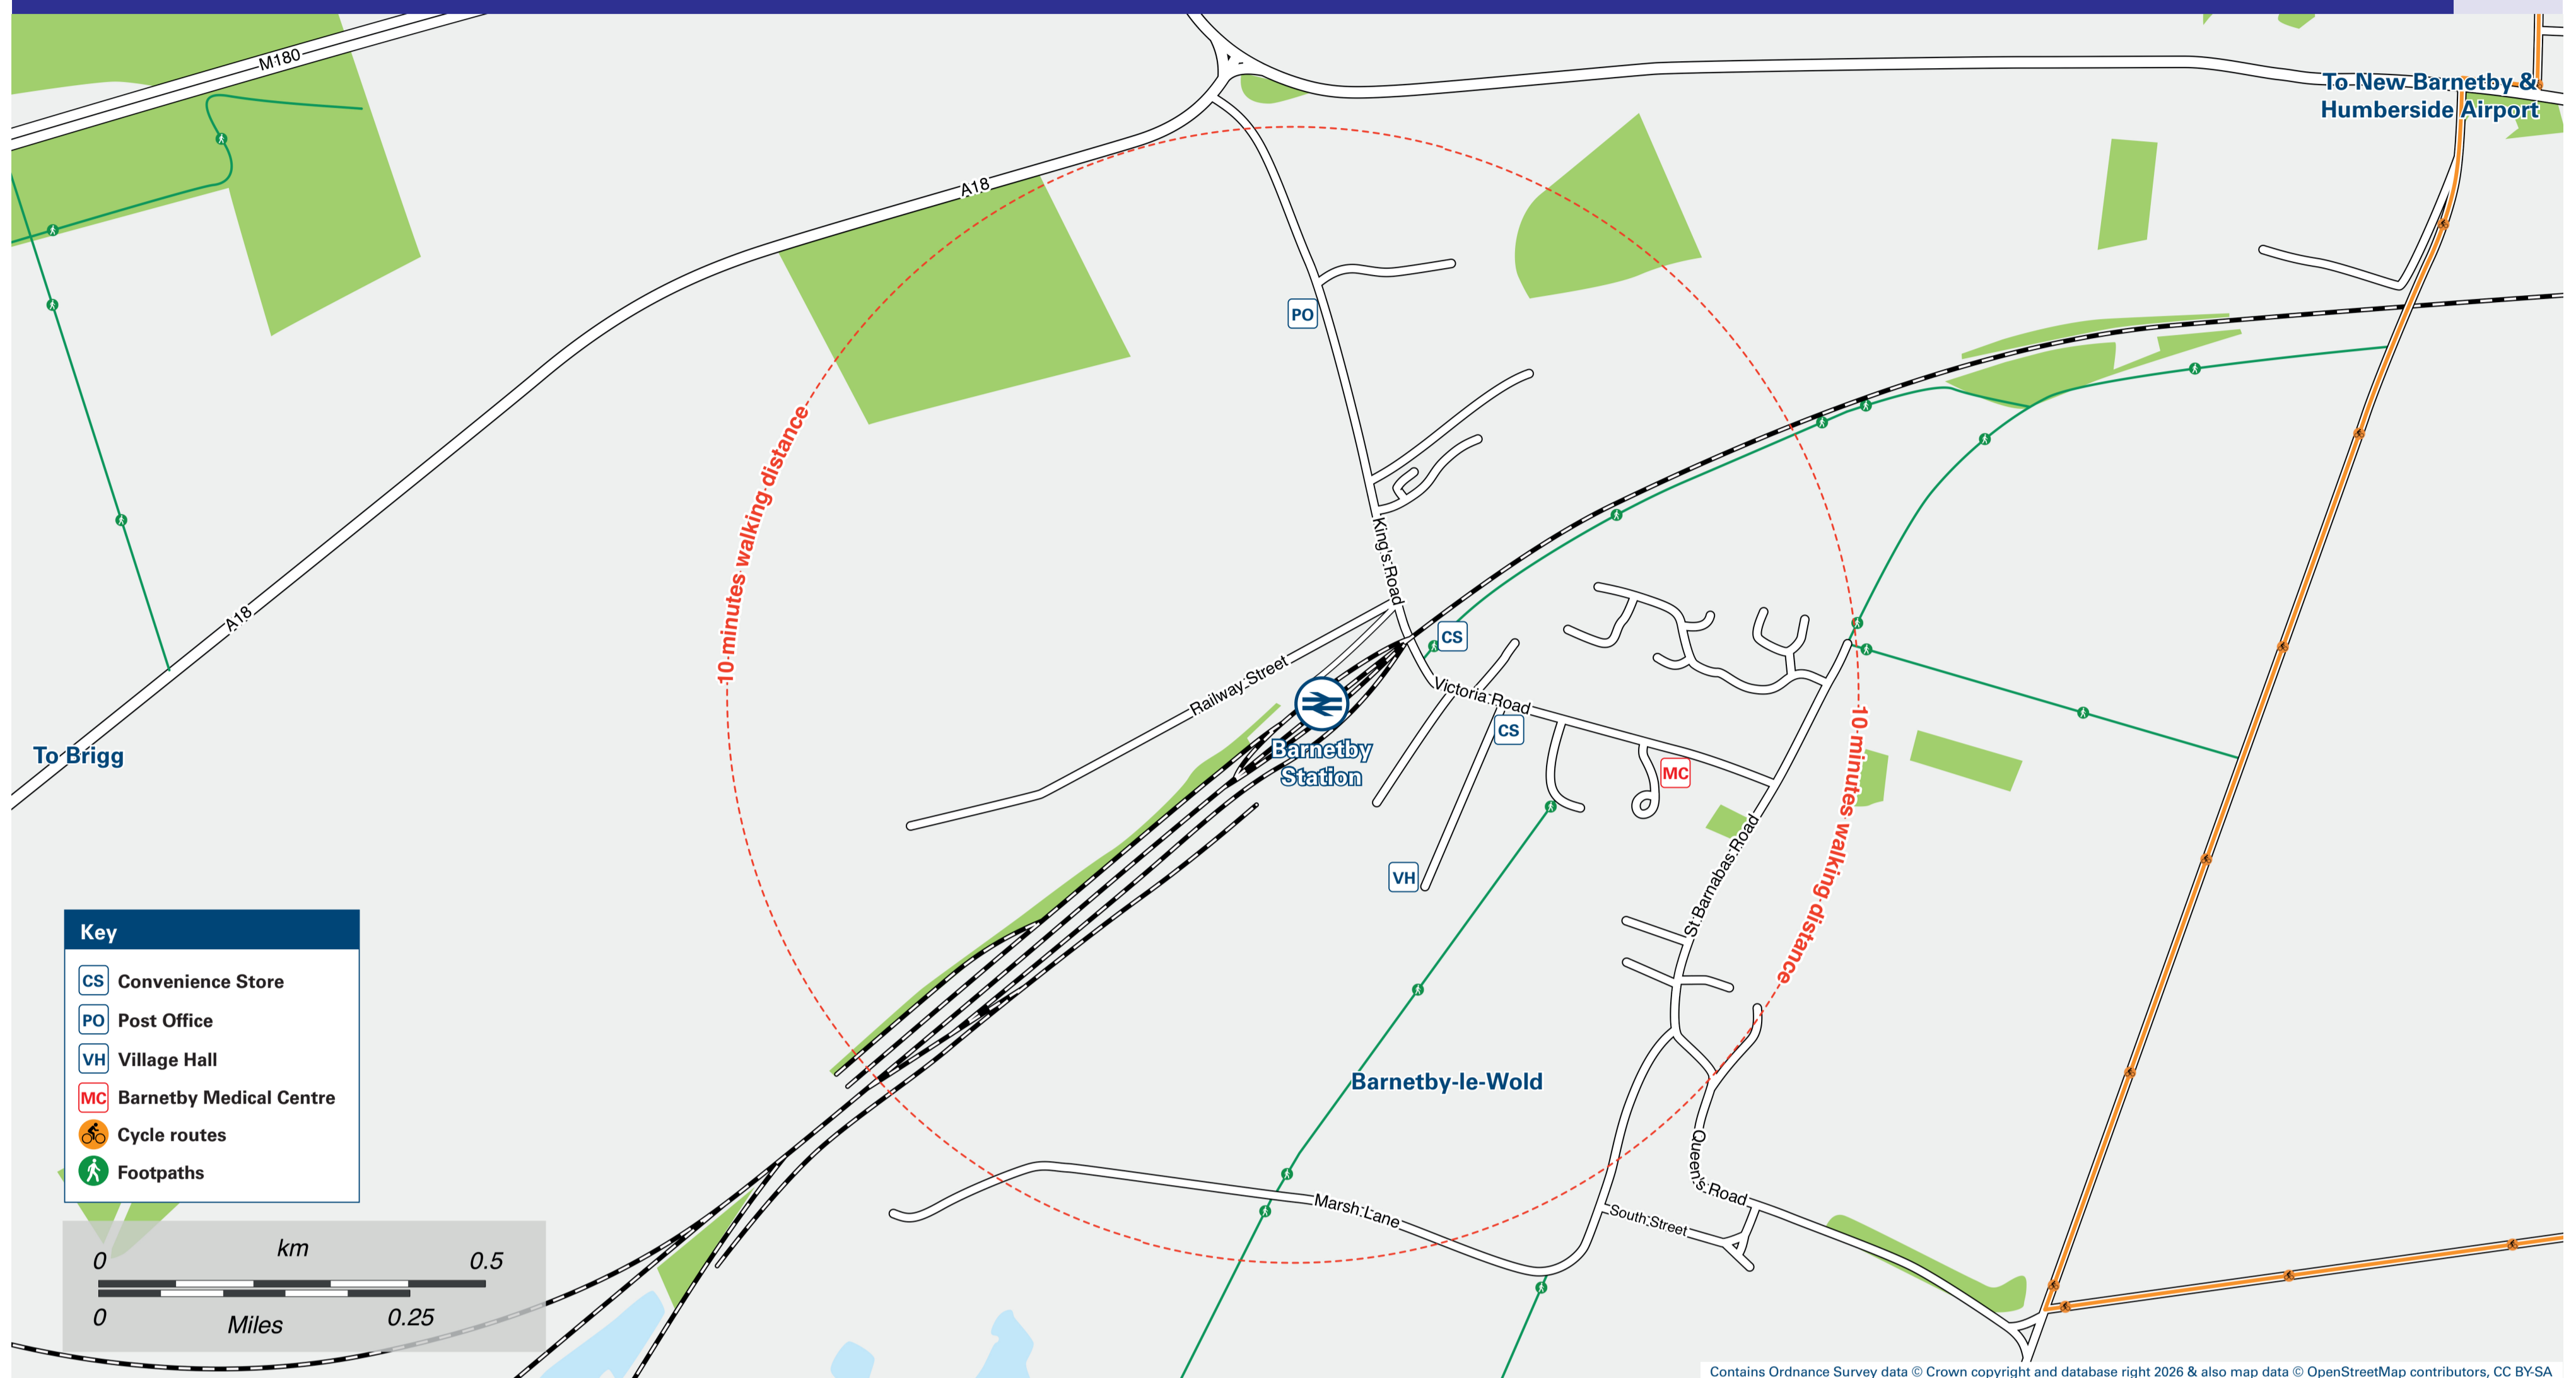 M180
To New Barnetby &
Humberside Airport
A18
PO
10 minutes walking distance
King's Road
A18
CS
Railway Street
Victoria Road
CS
To Brigg
Barnetby
Station
MC
10 minutes walking distance
St Barnabas Road
VH
Barnetby-le-Wold
Queen's Road
Marsh Lane
South Street
Key
CS Convenience Store
PO Post Office
VH Village Hall
MC Barnetby Medical Centre
Cycle routes
Footpaths
km
0 0.5
0 0.25
Miles
Contains Ordnance Survey data © Crown copyright and database right 2026 & also map data © OpenStreetMap contributors, CC BY-SA